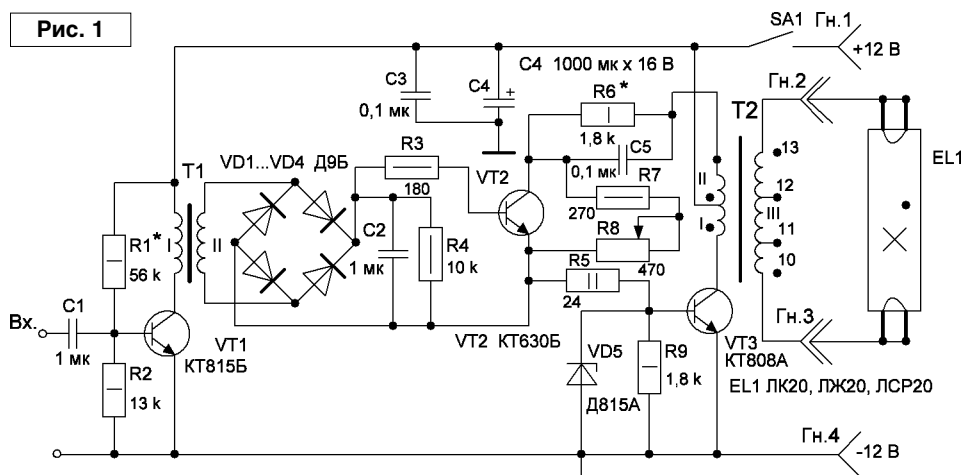 Рис. 1
SA1
Гн.1
+12 В
C4 1000 мк х 16 В
C3
0,1 мк
C4
+
R6*
1,8 k
Гн.2
T2
T1
VD1...VD4 Д9Б
R3
180
VT2
C5
0,1 мк
R7
270
II
I
13
12
III
11
10
EL1
R1*
56 k
I
II
C2
1 мк
R4
10 k
R8
470
R5
24
Вх.
C1
1 мк
VT1
КТ815Б
VT2 КТ630Б
R2
13 k
VD5
Д815А
R9
1,8 k
VT3
КТ808А
Гн.3
EL1 ЛК20, ЛЖ20, ЛСР20
Гн.4
-12 В